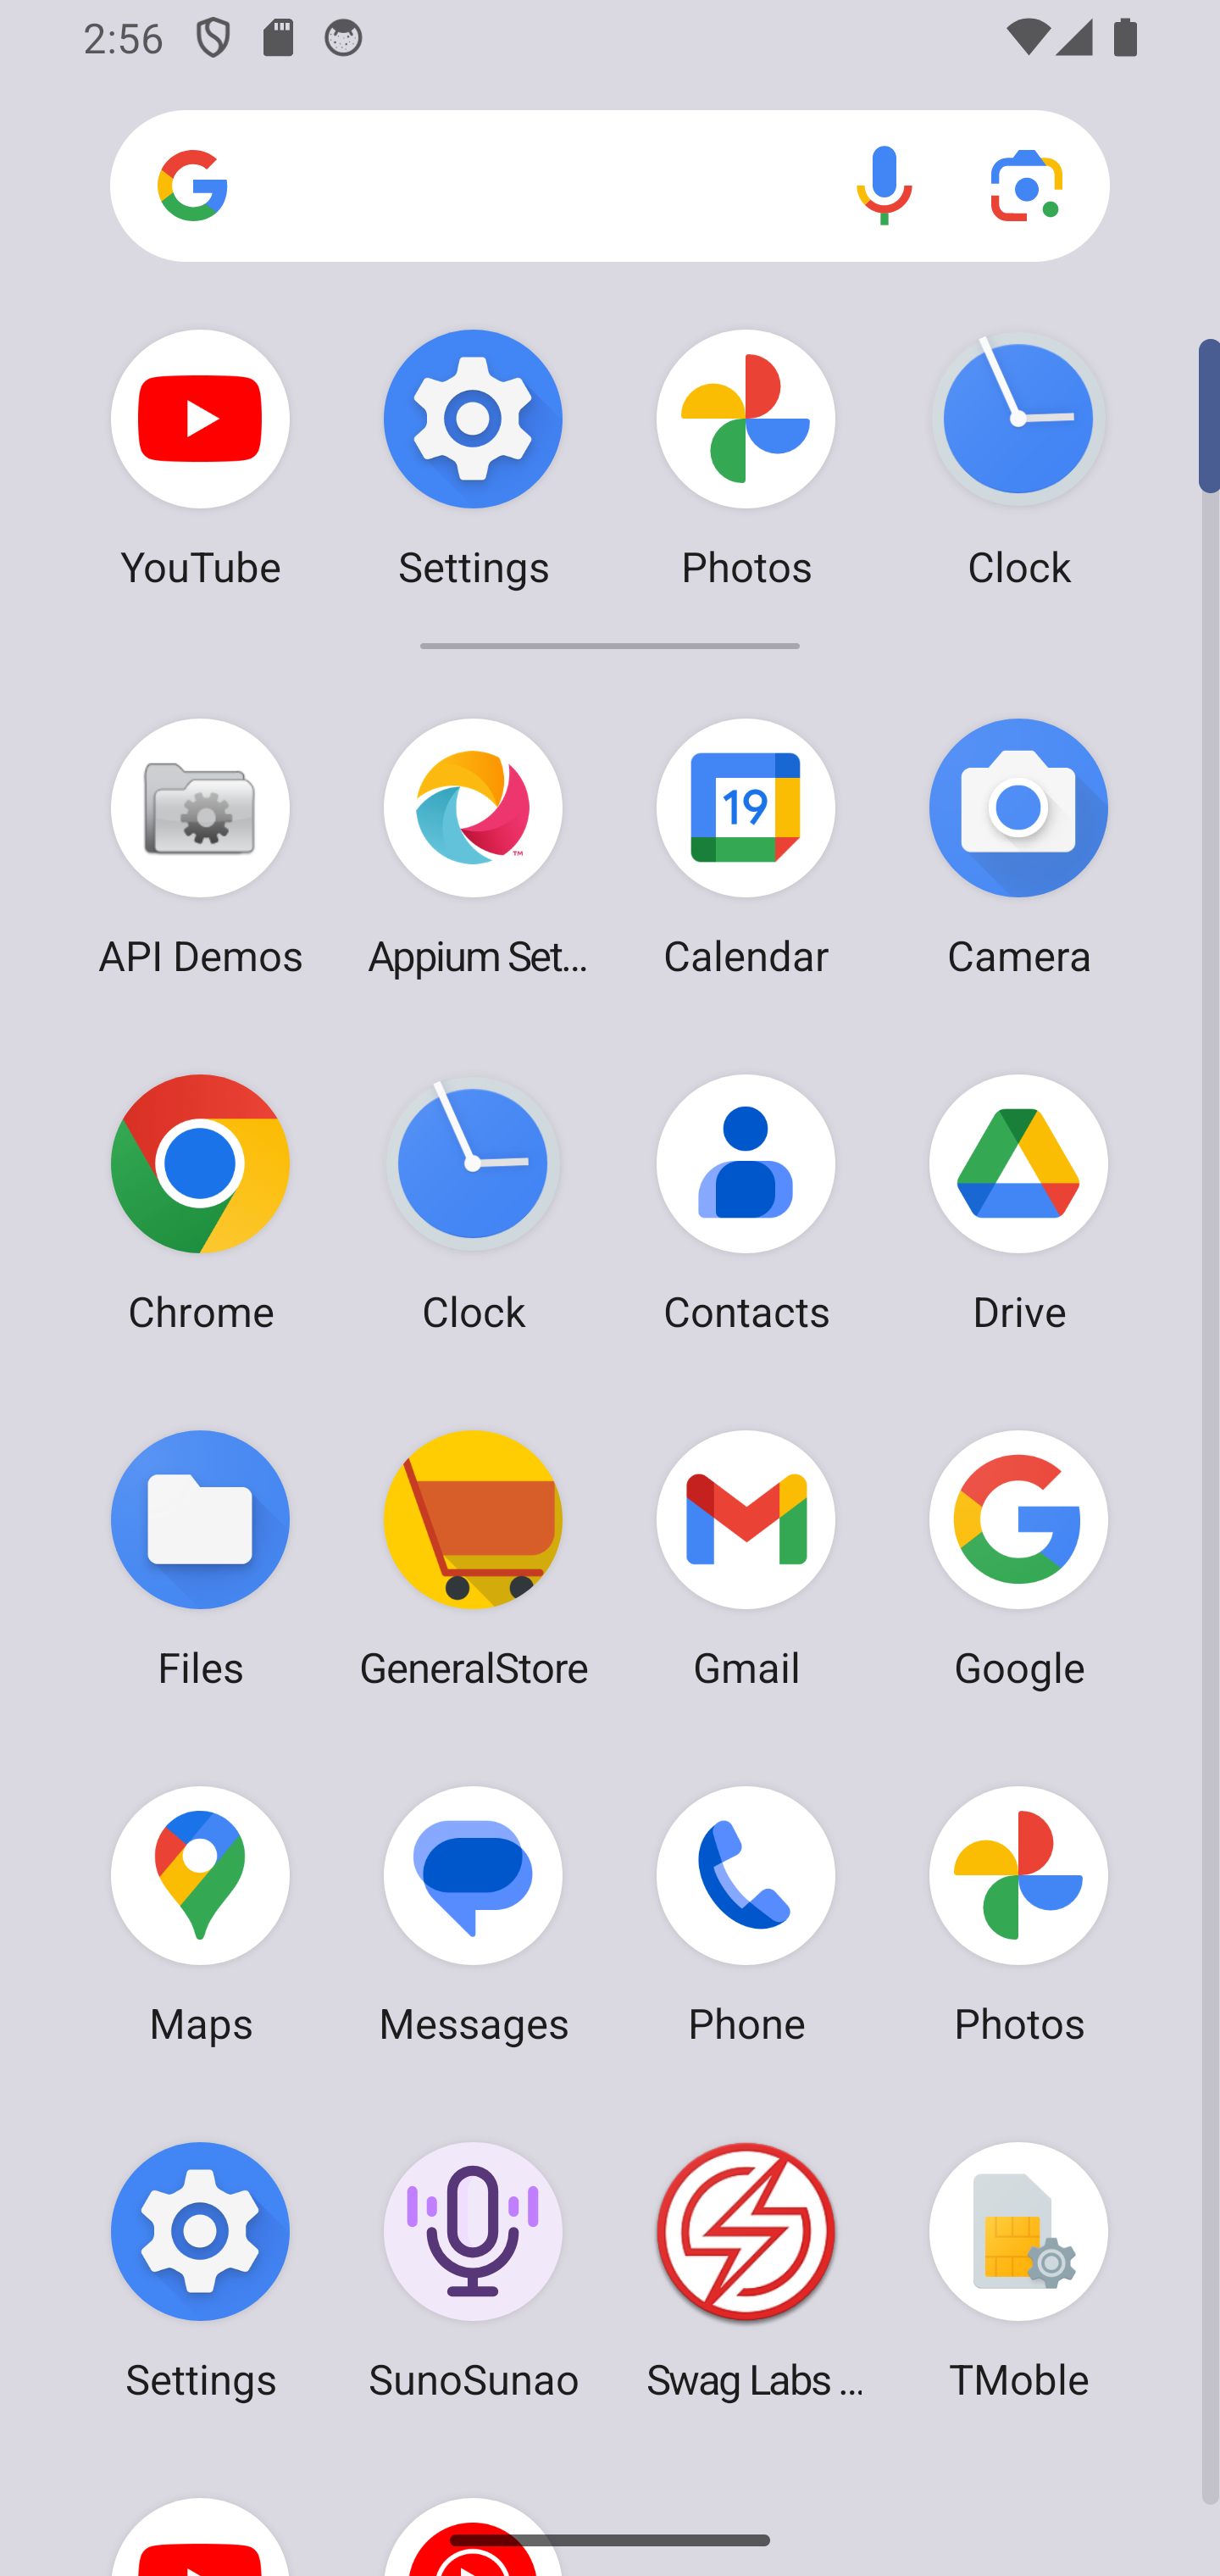 2:56
YouTube Settings Photos Clock
API Demos Appium Set... Calendar Camera
19
Chrome Clock Contacts Drive
Files GeneralStore Gmail Google
Maps Messages Phone Photos
Settings SunoSunao Swag Labs ... TMoble